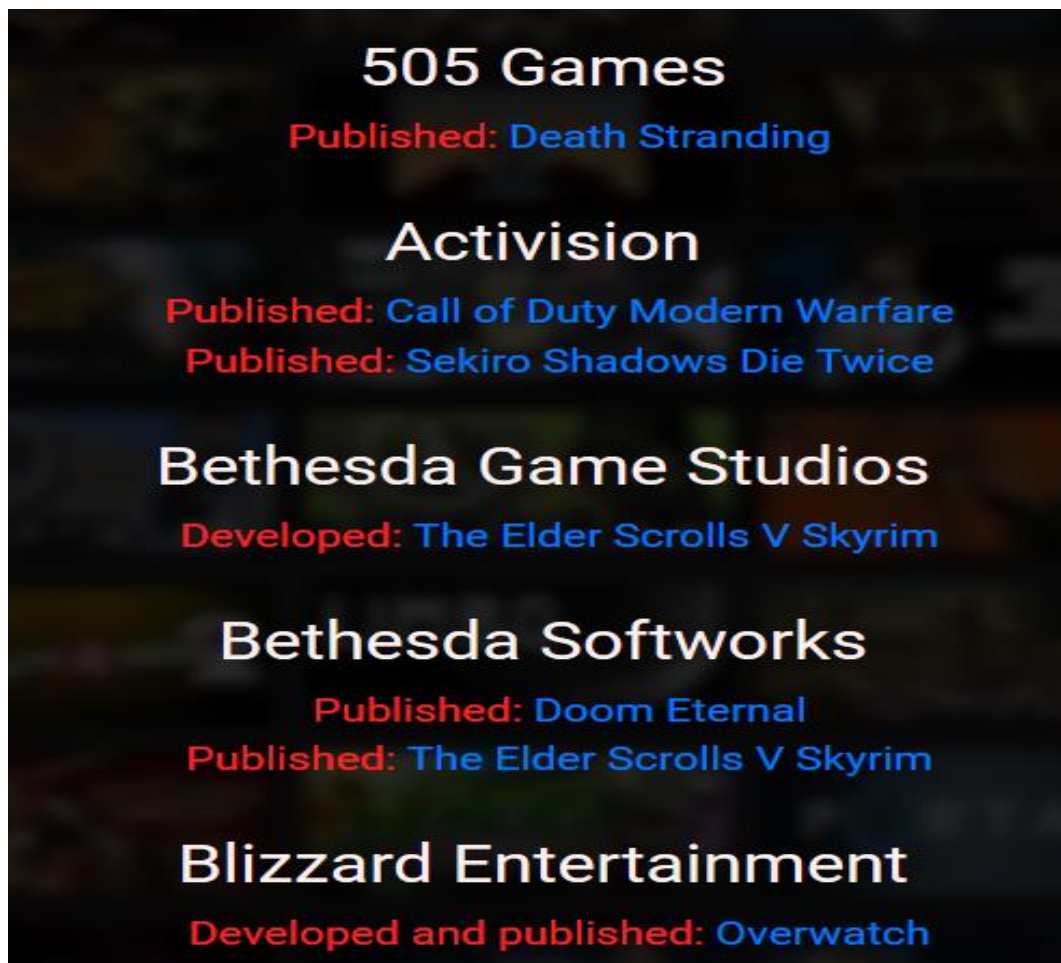 505 Games
Published: Death Stranding
Activision
Published: Call of Duty Modern Warfare
Published: Sekiro Shadows Die Twice
Bethesda Game Studios
Developed: The Elder Scrolls V Skyrim
Bethesda Softworks
Published: Doom Eternal
Published: The Elder Scrolls V Skyrim
Blizzard Entertainment
Developed and published: Overwatch